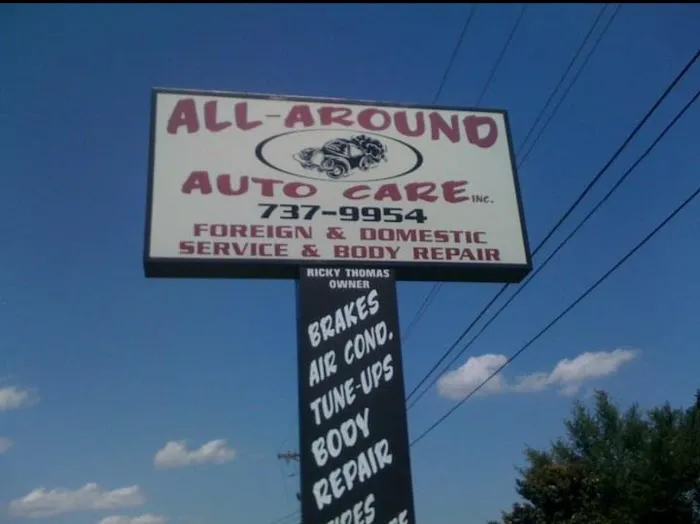 ALL-AROUND
AUTO CARE INC.
737-9954
FOREIGN & DOMESTIC
SERVICE & BODY REPAIR
RICKY THOMAS
OWNER
BRAKES
AIR COND.
TUNE-UPS
BODY
REPAIR